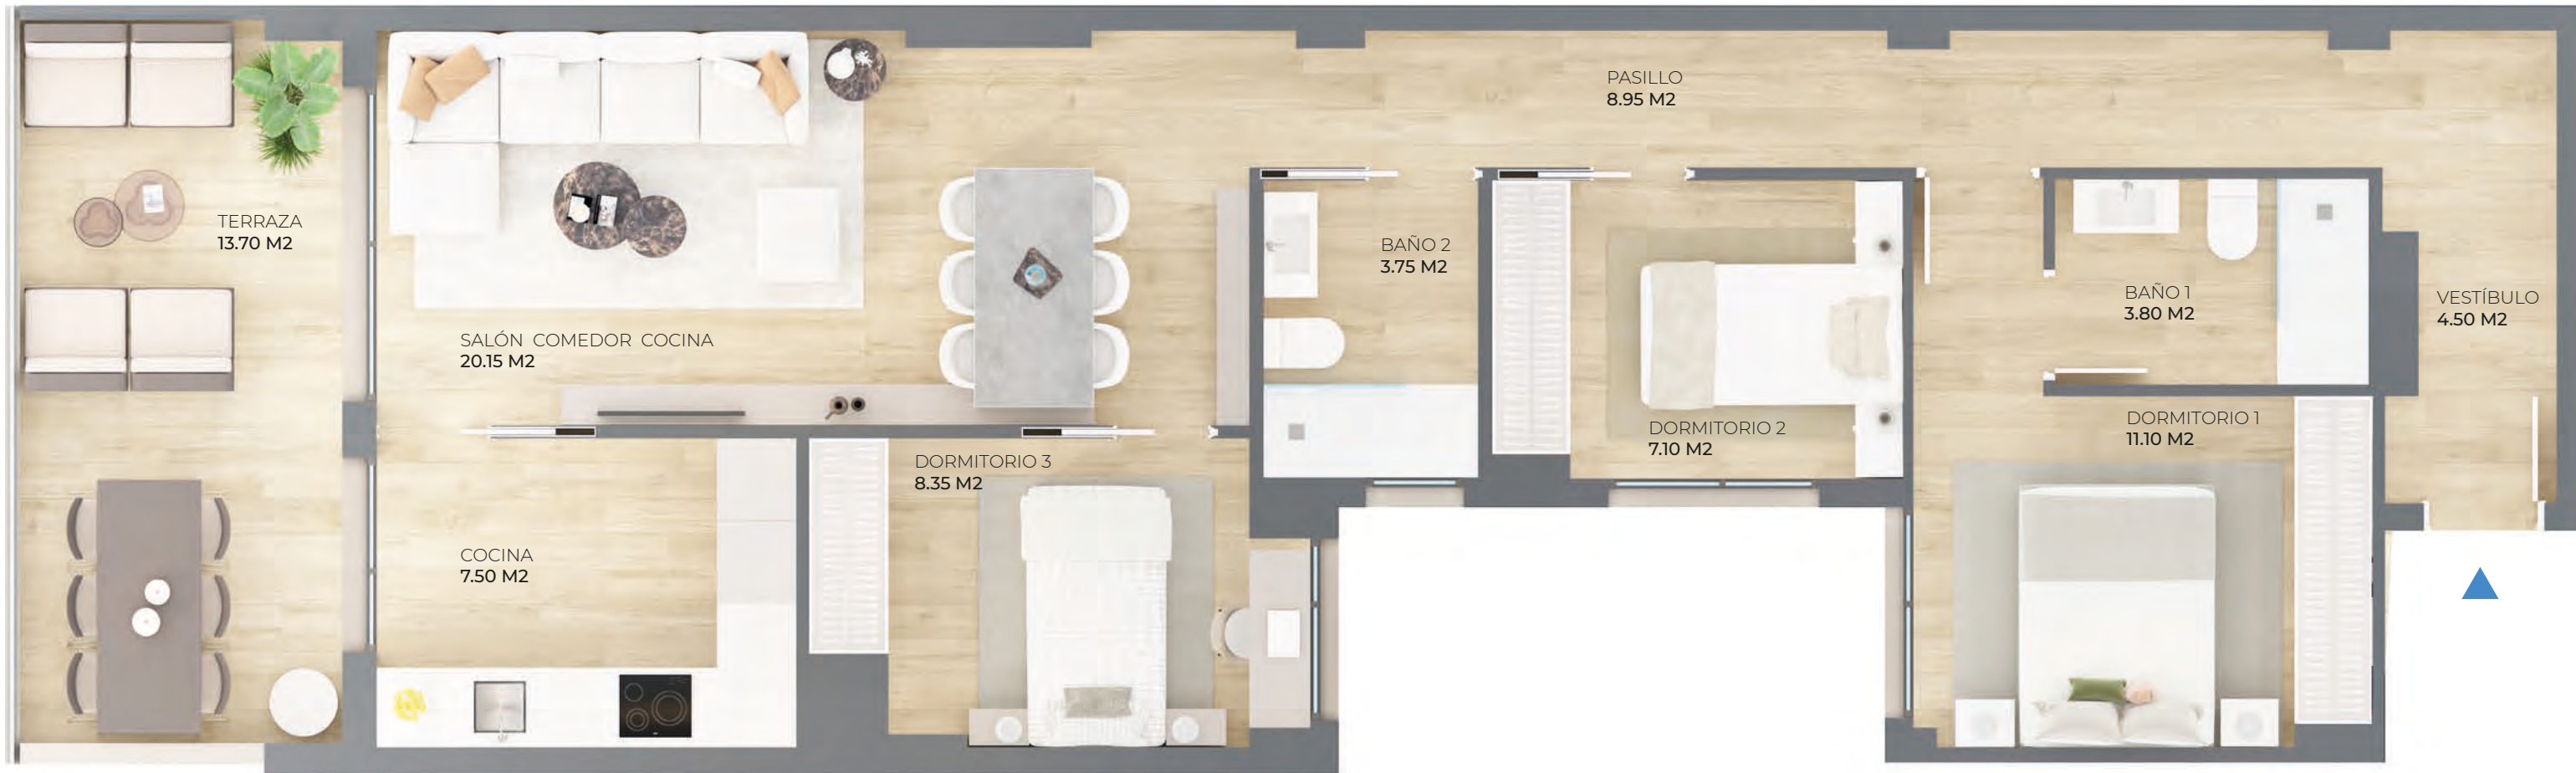 TERRAZA
13.70 M2
SALÓN COMEDOR COCINA
20.15 M2
COCINA
7.50 M2
DORMITORIO 3
8.35 M2
BAÑO 2
3.75 M2
PASILLO
8.95 M2
DORMITORIO 2
7.10 M2
BAÑO 1
3.80 M2
DORMITORIO 1
11.10 M2
VESTÍBULO
4.50 M2